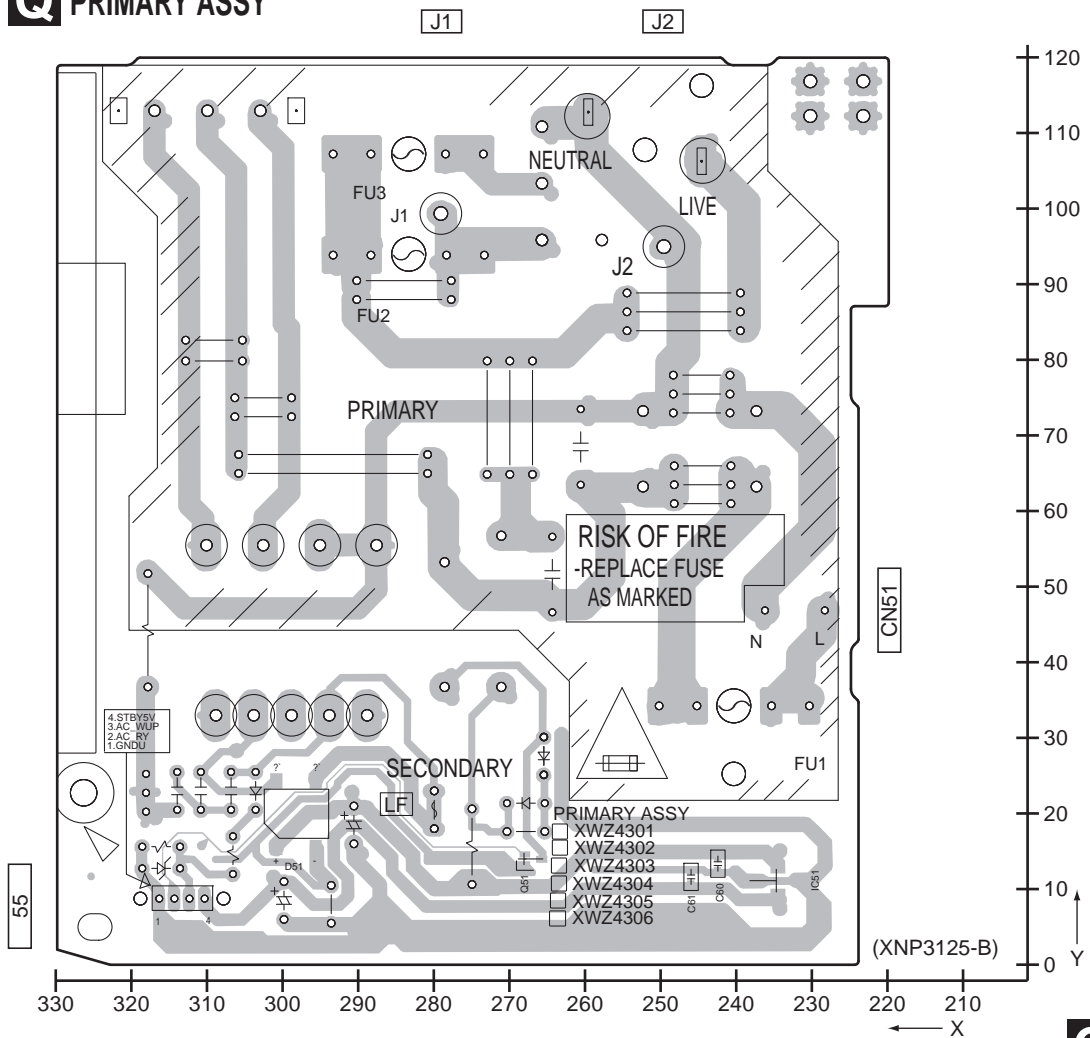 Q PRIMARY ASSY
J1
J2
120
110
100
90
80
70
60
50
40
30
20
10
0
Y
NEUTRAL
LIVE
FU3
J1
J2
FU2
PRIMARY
RISK OF FIRE
-REPLACE FUSE
AS MARKED
N
L
CN51
4.STBY5V
3.AC_WUP
2.AC_RY
1.GNDU
SECONDARY
LF
FU1
PRIMARY ASSY
XWZ4301
XWZ4302
XWZ4303
XWZ4304
XWZ4305
XWZ4306
D51
Q51
C61
C60
IC51
1
4
55
(XNP3125-B)
330
320
310
300
290
280
270
260
250
240
230
220
210
X